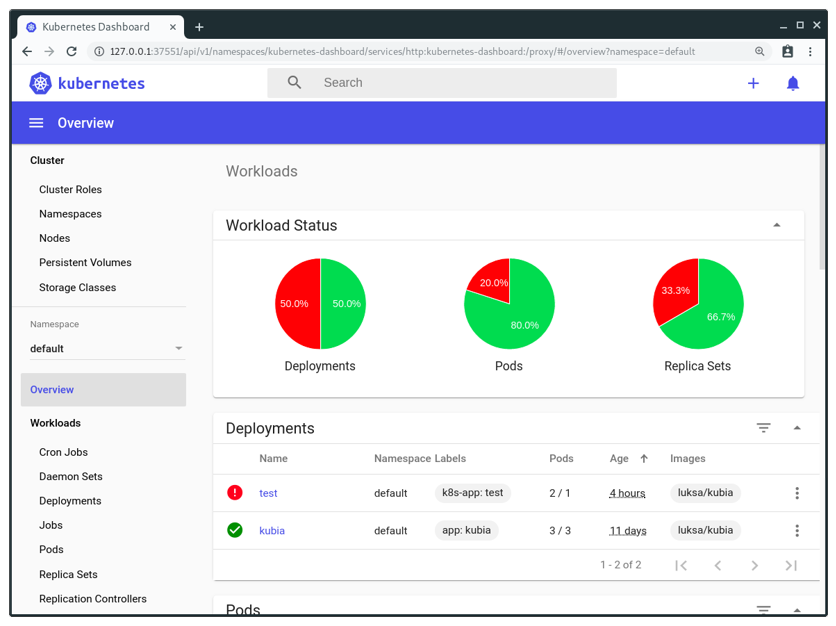 Kubernetes Dashboard
127.0.0.1:37551/api/v1/namespaces/kubernetes-dashboard/services/http:kubernetes-dashboard:/proxy/#/overview?namespace=default
kubernetes
Search
Overview
Cluster
Cluster Roles
Namespaces
Nodes
Persistent Volumes
Storage Classes
Namespace
default
Overview
Workloads
Cron Jobs
Daemon Sets
Deployments
Jobs
Pods
Replica Sets
Replication Controllers
Workloads
Workload Status
50.0% 50.0%
20.0% 80.0%
33.3% 66.7%
Deployments Pods Replica Sets
Deployments
Name Namespace Labels Pods Age Images
test default k8s-app: test 2 / 1 4 hours luksa/kubia
kubia default app: kubia 3 / 3 11 days luksa/kubia
1 - 2 of 2
Pods